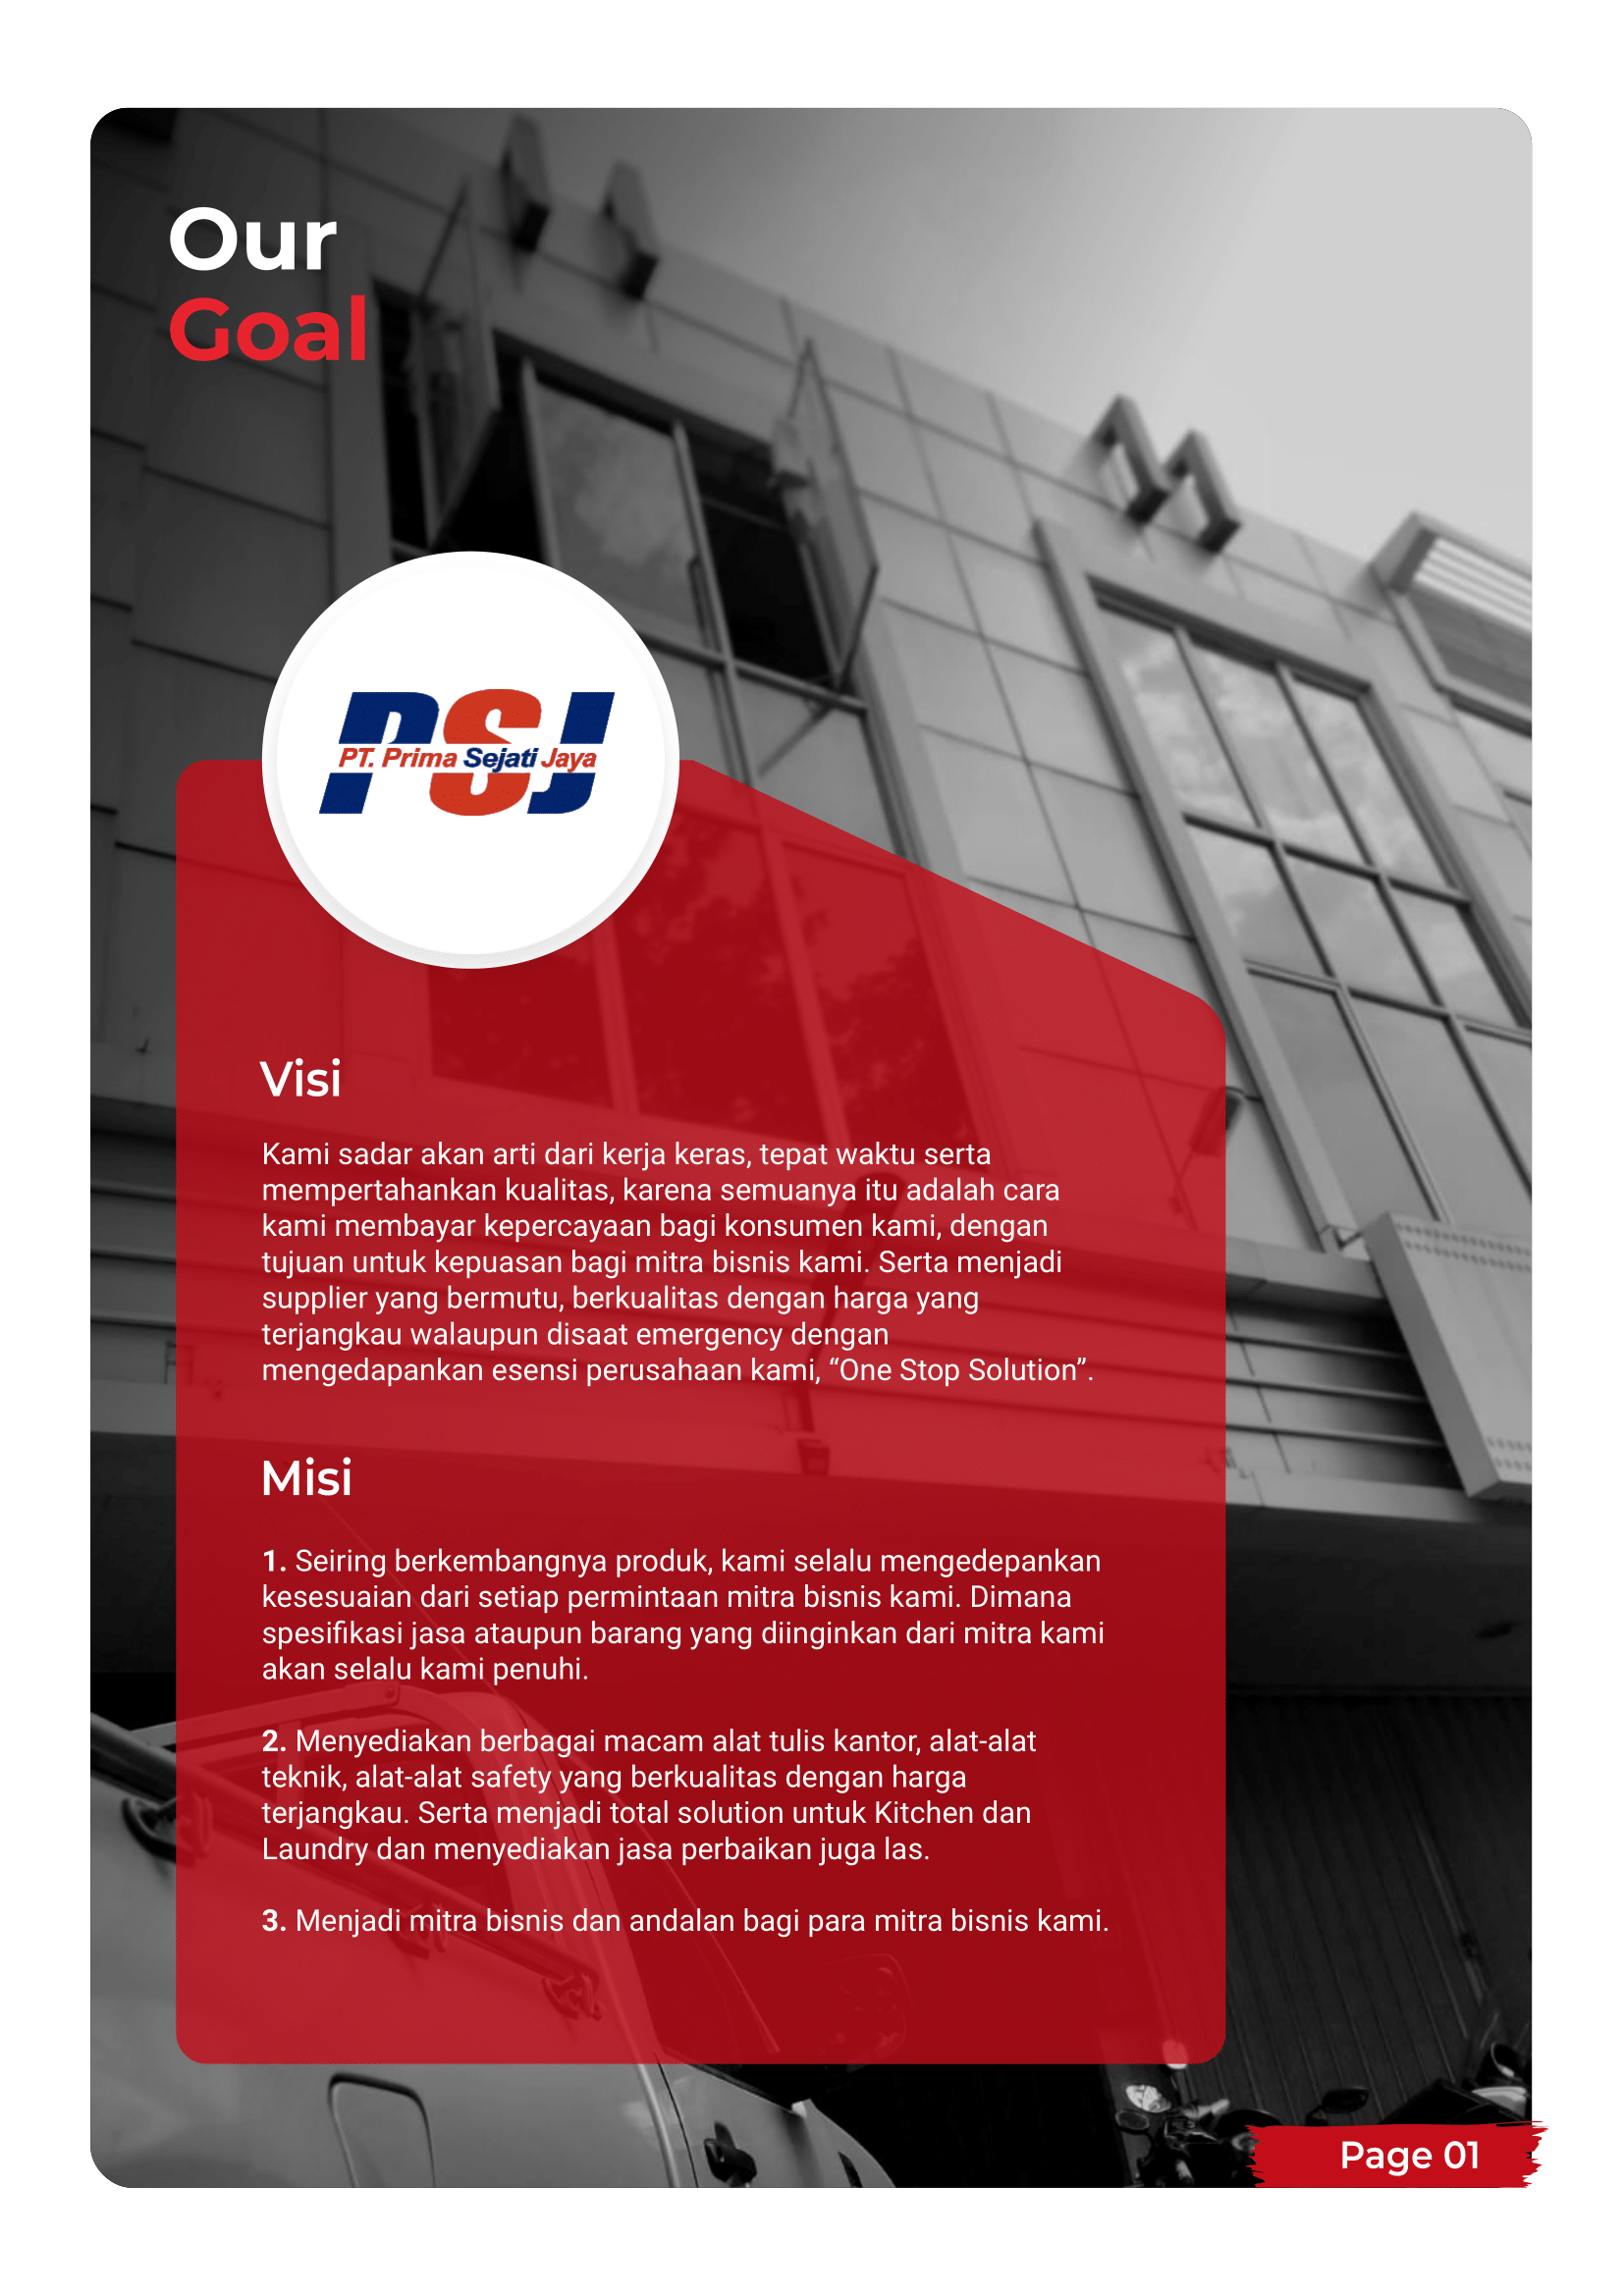 Our
Goal
PSJ
PT. Prima Sejati Jaya
Visi
Kami sadar akan arti dari kerja keras, tepat waktu serta
mempertahankan kualitas, karena semuanya itu adalah cara
kami membayar kepercayaan bagi konsumen kami, dengan
tujuan untuk kepuasan bagi mitra bisnis kami. Serta menjadi
supplier yang bermutu, berkualitas dengan harga yang
terjangkau walaupun disaat emergency dengan
mengedapankan esensi perusahaan kami, “One Stop Solution”.
Misi
1. Seiring berkembangnya produk, kami selalu mengedepankan
kesesuaian dari setiap permintaan mitra bisnis kami. Dimana
spesifikasi jasa ataupun barang yang diinginkan dari mitra kami
akan selalu kami penuhi.
2. Menyediakan berbagai macam alat tulis kantor, alat-alat
teknik, alat-alat safety yang berkualitas dengan harga
terjangkau. Serta menjadi total solution untuk Kitchen dan
Laundry dan menyediakan jasa perbaikan juga las.
3. Menjadi mitra bisnis dan andalan bagi para mitra bisnis kami.
Page 01